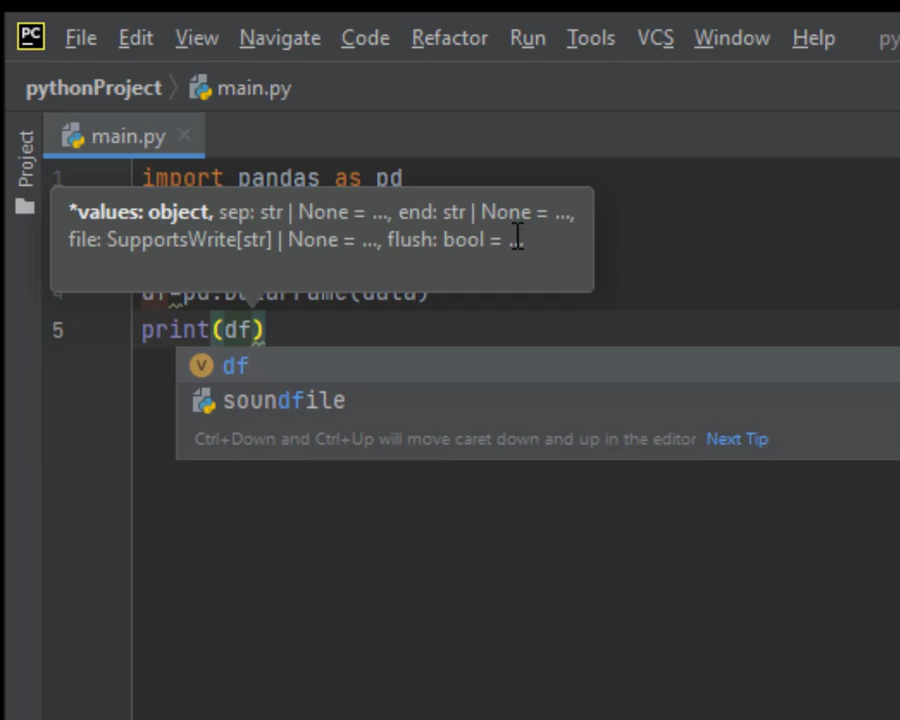 PC File Edit View Navigate Code Refactor Run Tools VCS Window Help py
pythonProject main.py
main.py
Project
1 import pandas as pd
*values: object, sep: str | None = ..., end: str | None = ...,
file: SupportsWrite[str] | None = ..., flush: bool = ...
4 df=pd.DataFrame(data)
5 print(df)
df
soundfile
Ctrl+Down and Ctrl+Up will move caret down and up in the editor Next Tip